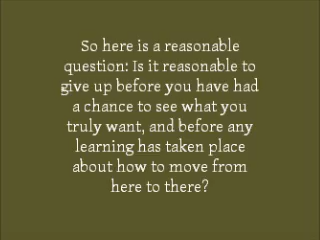 So here is a reasonable
question: Is it reasonable to
give up before you have had
a chance to see what you
truly want, and before any
learning has taken place
about how to move from
here to there?